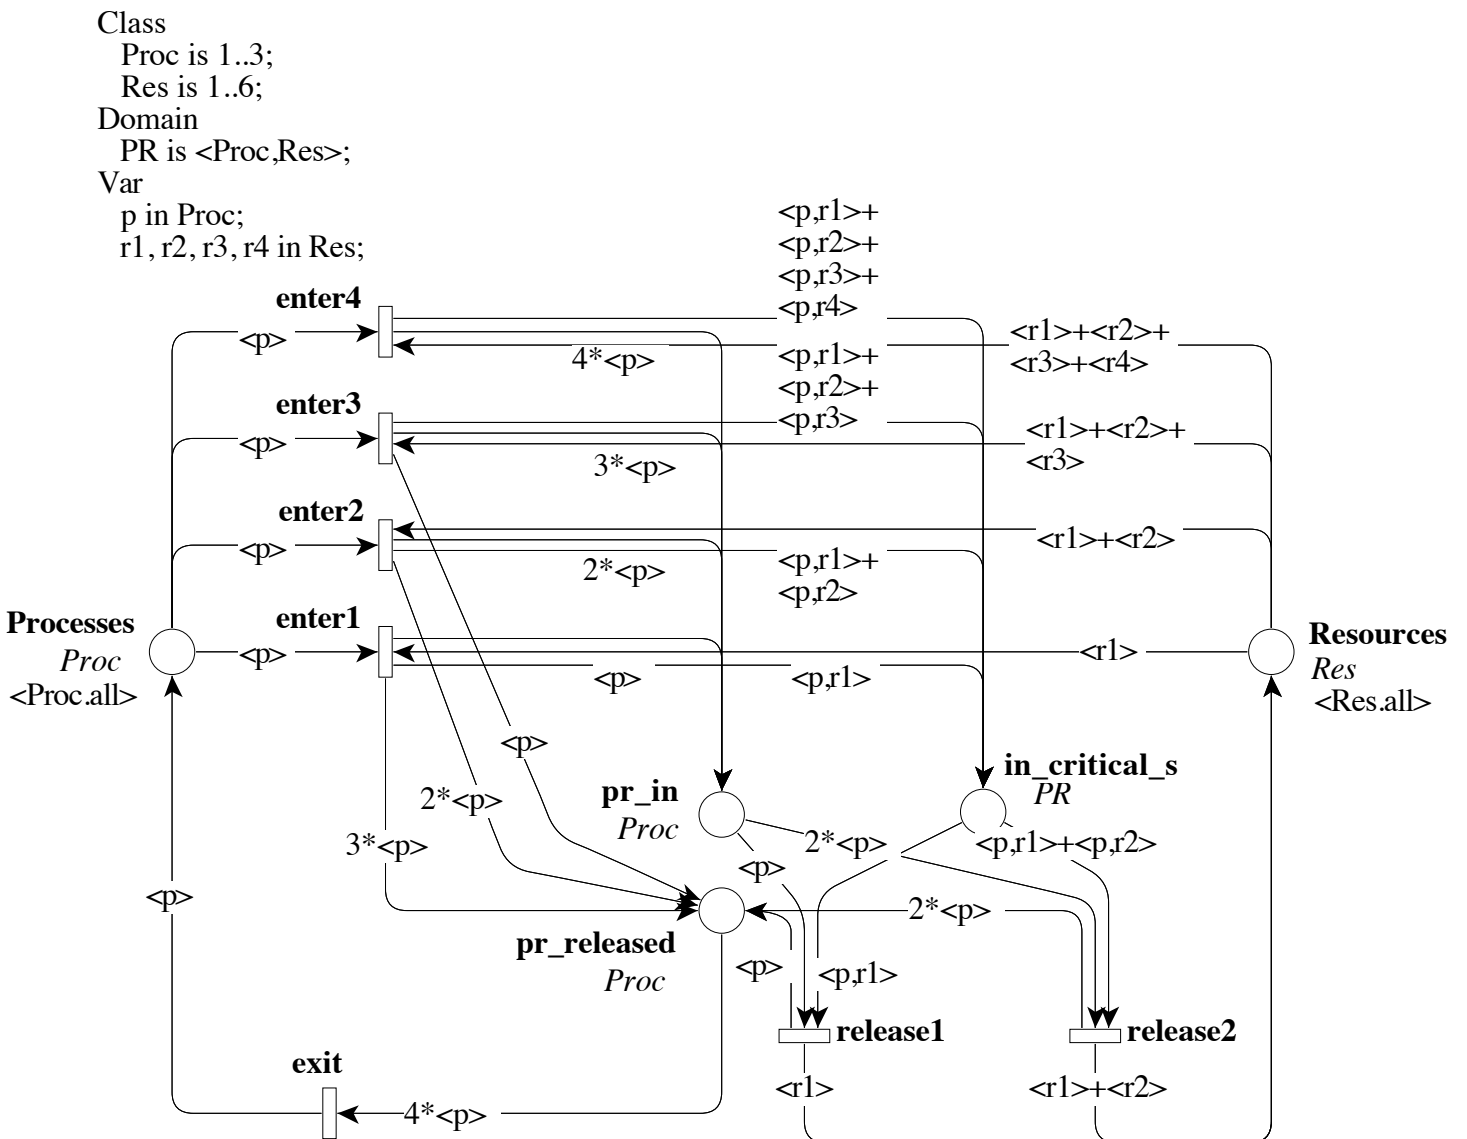 Class
Proc is 1..3;
Res is 1..6;
Domain
PR is <Proc,Res>;
Var
p in Proc;
r1, r2, r3, r4 in Res;
<p,r1>+
<p,r2>+
<p,r3>+
<p,r4>
enter4
<p>
4*<p>
<r1>+<r2>+
<r3>+<r4>
<p,r1>+
<p,r2>+
<p,r3>
enter3
<p>
3*<p>
<r1>+<r2>+
<r3>
enter2
<p>
2*<p>
<p,r1>+
<p,r2>
<r1>+<r2>
Processes
Proc
<Proc.all>
enter1
<p>
<p>
<p,r1>
<r1>
Resources
Res
<Res.all>
<p>
2*<p>
3*<p>
pr_in
Proc
in_critical_s
PR
2*<p>
<p,r1>+<p,r2>
<p>
<p>
2*<p>
pr_released
Proc
<p>
<p,r1>
release1
release2
exit
4*<p>
<r1>
<r1>+<r2>